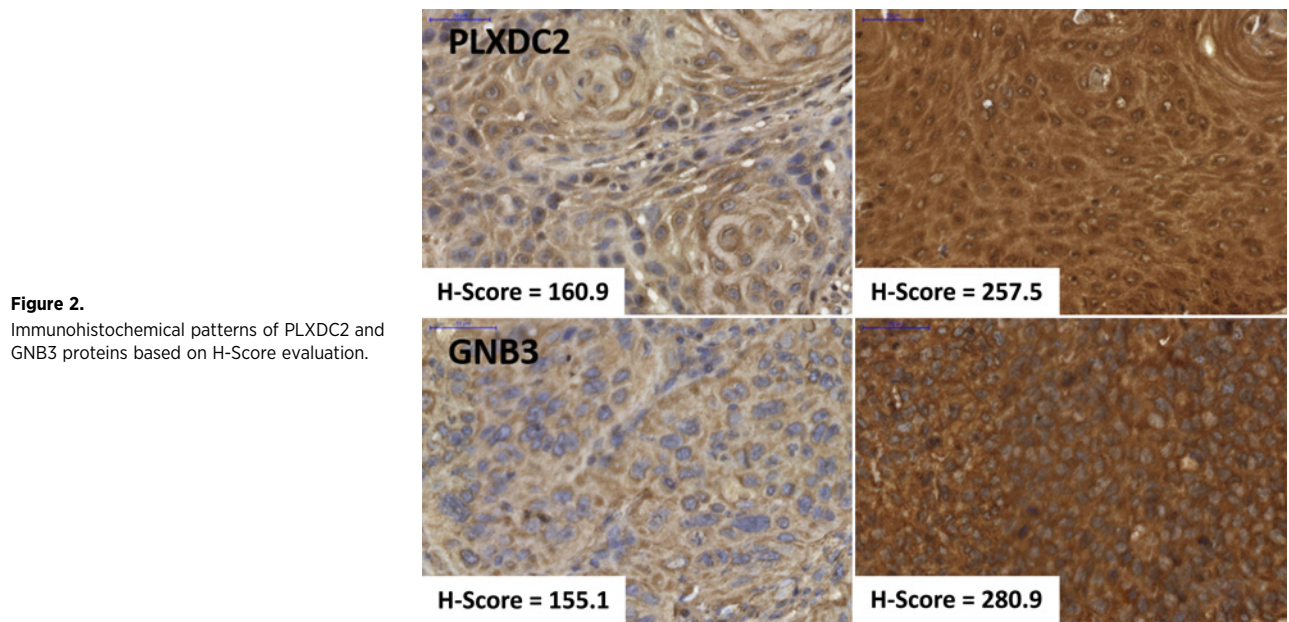 Figure 2.
Immunohistochemical patterns of PLXDC2 and
GNB3 proteins based on H-Score evaluation.
PLXDC2
H-Score = 160.9
H-Score = 257.5
GNB3
H-Score = 155.1
H-Score = 280.9